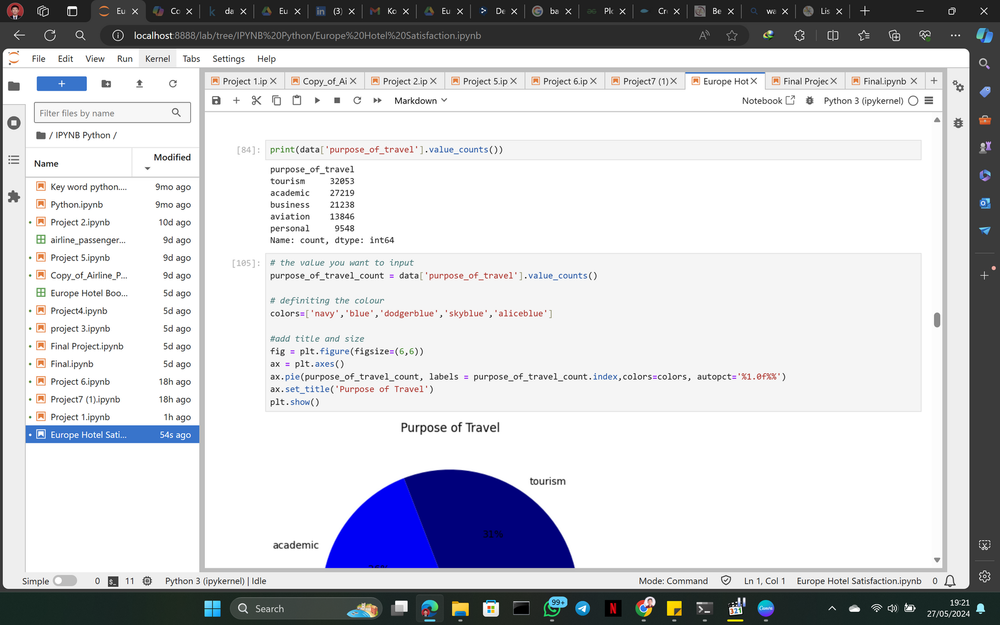 Eu
Co
da
Eu
(3)
Ko
Eu
De
ba
Plo
Cro
Be
wa
Lis
localhost:8888/lab/tree/IPYNB%20Python/Europe%20Hotel%20Satisfaction.ipynb
File Edit View Run Kernel Tabs Settings Help
Project 1.ip
Copy_of_Ai
Project 2.ip
Project 5.ip
Project 6.ip
Project7 (1)
Europe Hot
Final Projec
Final.ipynb
Markdown
Notebook
Python 3 (ipykernel)
Filter files by name
/ IPYNB Python /
Name Modified
Key word python.... 9mo ago
Python.ipynb 9mo ago
Project 2.ipynb 10d ago
airline_passenger... 9d ago
Project 5.ipynb 9d ago
Copy_of_Airline_P... 9d ago
Europe Hotel Boo... 5d ago
Project4.ipynb 5d ago
project 3.ipynb 5d ago
Final Project.ipynb 5d ago
Final.ipynb 5d ago
Project 6.ipynb 18h ago
Project7 (1).ipynb 18h ago
Project 1.ipynb 1h ago
Europe Hotel Sati... 54s ago
[84]: print(data['purpose_of_travel'].value_counts())
purpose_of_travel
tourism 32053
academic 27219
business 21238
aviation 13846
personal 9548
Name: count, dtype: int64
[105]: # the value you want to input
purpose_of_travel_count = data['purpose_of_travel'].value_counts()
# definiting the colour
colors=['navy','blue','dodgerblue','skyblue','aliceblue']
#add title and size
fig = plt.figure(figsize=(6,6))
ax = plt.axes()
ax.pie(purpose_of_travel_count, labels = purpose_of_travel_count.index,colors=colors, autopct='%1.0f%%')
ax.set_title('Purpose of Travel')
plt.show()
Purpose of Travel
tourism
31%
academic
Simple 0 11 Python 3 (ipykernel) | Idle
Mode: Command Ln 1, Col 1 Europe Hotel Satisfaction.ipynb 0
Search
99+
321
Canva
19:21
27/05/2024